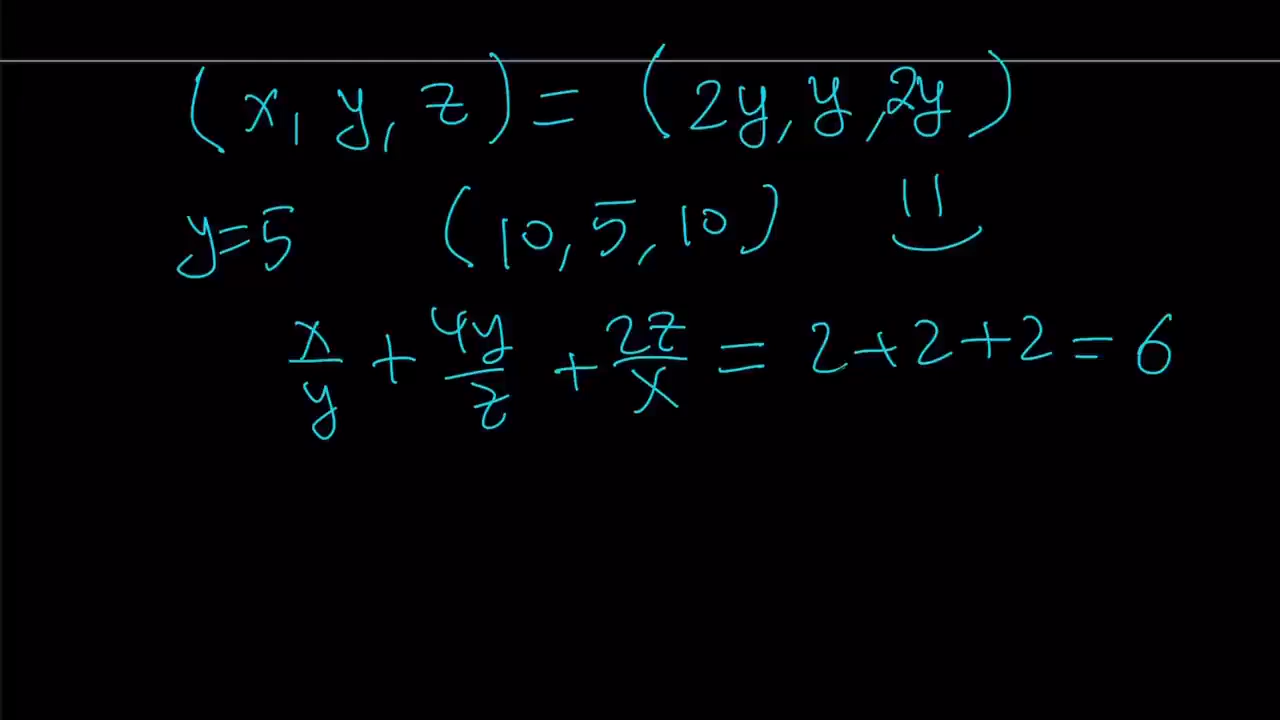 (x, y, z) = (2y, y, 2y)
y=5 (10, 5, 10)
x/y + 4y/z + 2z/x = 2+2+2 = 6